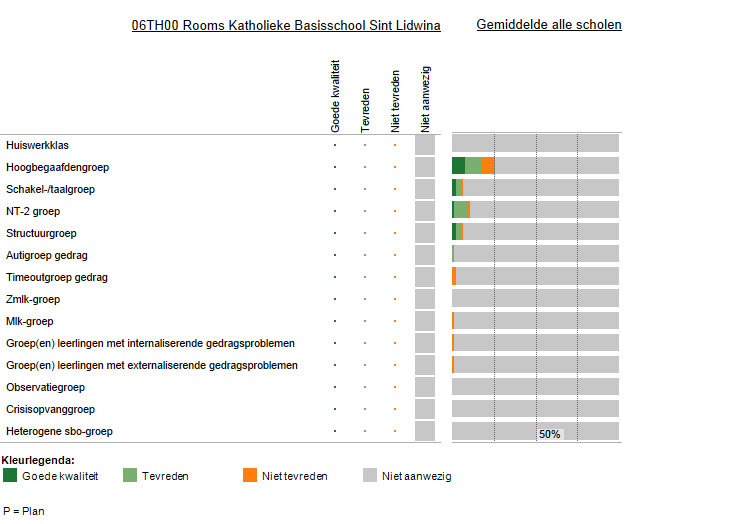 06TH00 Rooms Katholieke Basisschool Sint Lidwina
Gemiddelde alle scholen
Goede kwaliteit
Tevreden
Niet tevreden
Niet aanwezig
Huiswerkklas
Hoogbegaafdengroep
Schakel-/taalgroep
NT-2 groep
Structuurgroep
Autigroep gedrag
Timeoutgroep gedrag
Zmlk-groep
Mlk-groep
Groep(en) leerlingen met internaliserende gedragsproblemen
Groep(en) leerlingen met externaliserende gedragsproblemen
Observatiegroep
Crisisopvanggroep
Heterogene sbo-groep
50%
Kleurlegenda:
Goede kwaliteit
Tevreden
Niet tevreden
Niet aanwezig
P = Plan